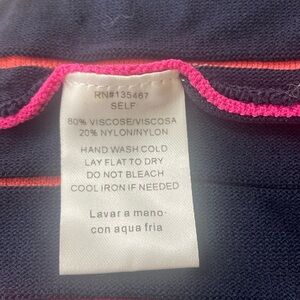 RN#135467
SELF
80% VISCOSE/VISCOSA
20% NYLON/NYLON
HAND WASH COLD
LAY FLAT TO DRY
DO NOT BLEACH
COOL IRON IF NEEDED
Lavar a mano-
con aqua fria